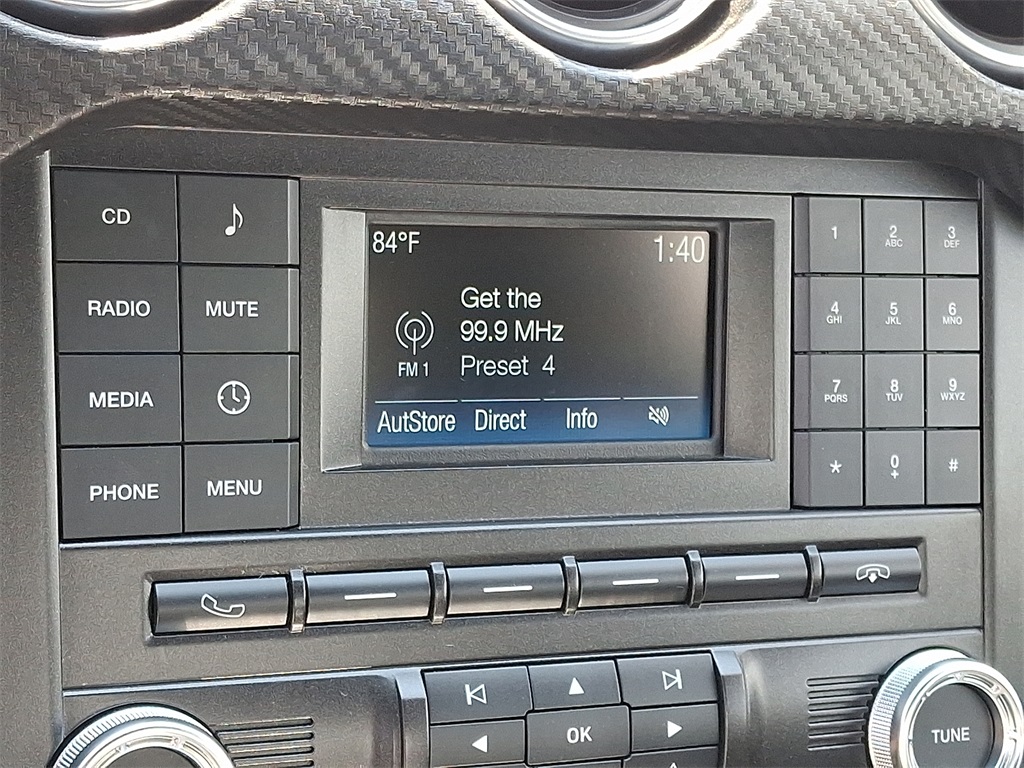 CD
RADIO MUTE
MEDIA
PHONE MENU
84°F 1:40
Get the
99.9 MHz
FM 1 Preset 4
AutStore Direct Info
1 2 ABC 3 DEF
4 GHI 5 JKL 6 MNO
7 PQRS 8 TUV 9 WXYZ
* 0 + #
OK
TUNE